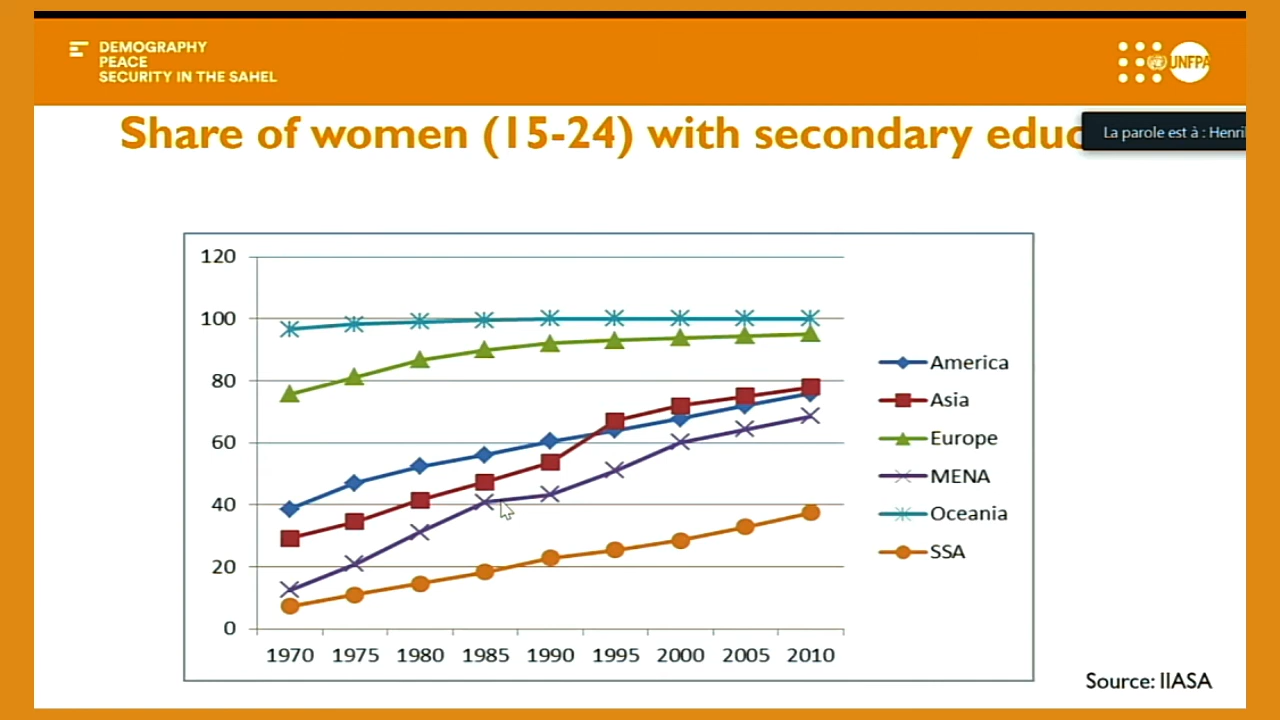 DEMOGRAPHY
PEACE
SECURITY IN THE SAHEL
UNFPA
Share of women (15-24) with secondary educ
La parole est à : Henri
120
100
80
60
40
20
0
1970 1975 1980 1985 1990 1995 2000 2005 2010
America
Asia
Europe
MENA
Oceania
SSA
Source: IIASA